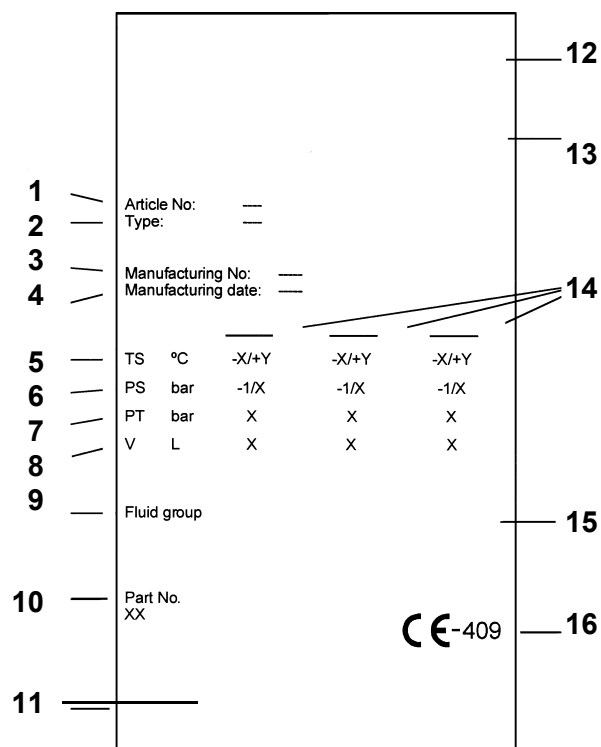 12
13
1 Article No: ----
2 Type: ----
3 Manufacturing No: ----
4 Manufacturing date: ----
14
5 TS ºC -X/+Y -X/+Y -X/+Y
6 PS bar -1/X -1/X -1/X
7 PT bar X X X
8 V L X X X
9 Fluid group
15
10 Part No.
XX
CE-409 16
11